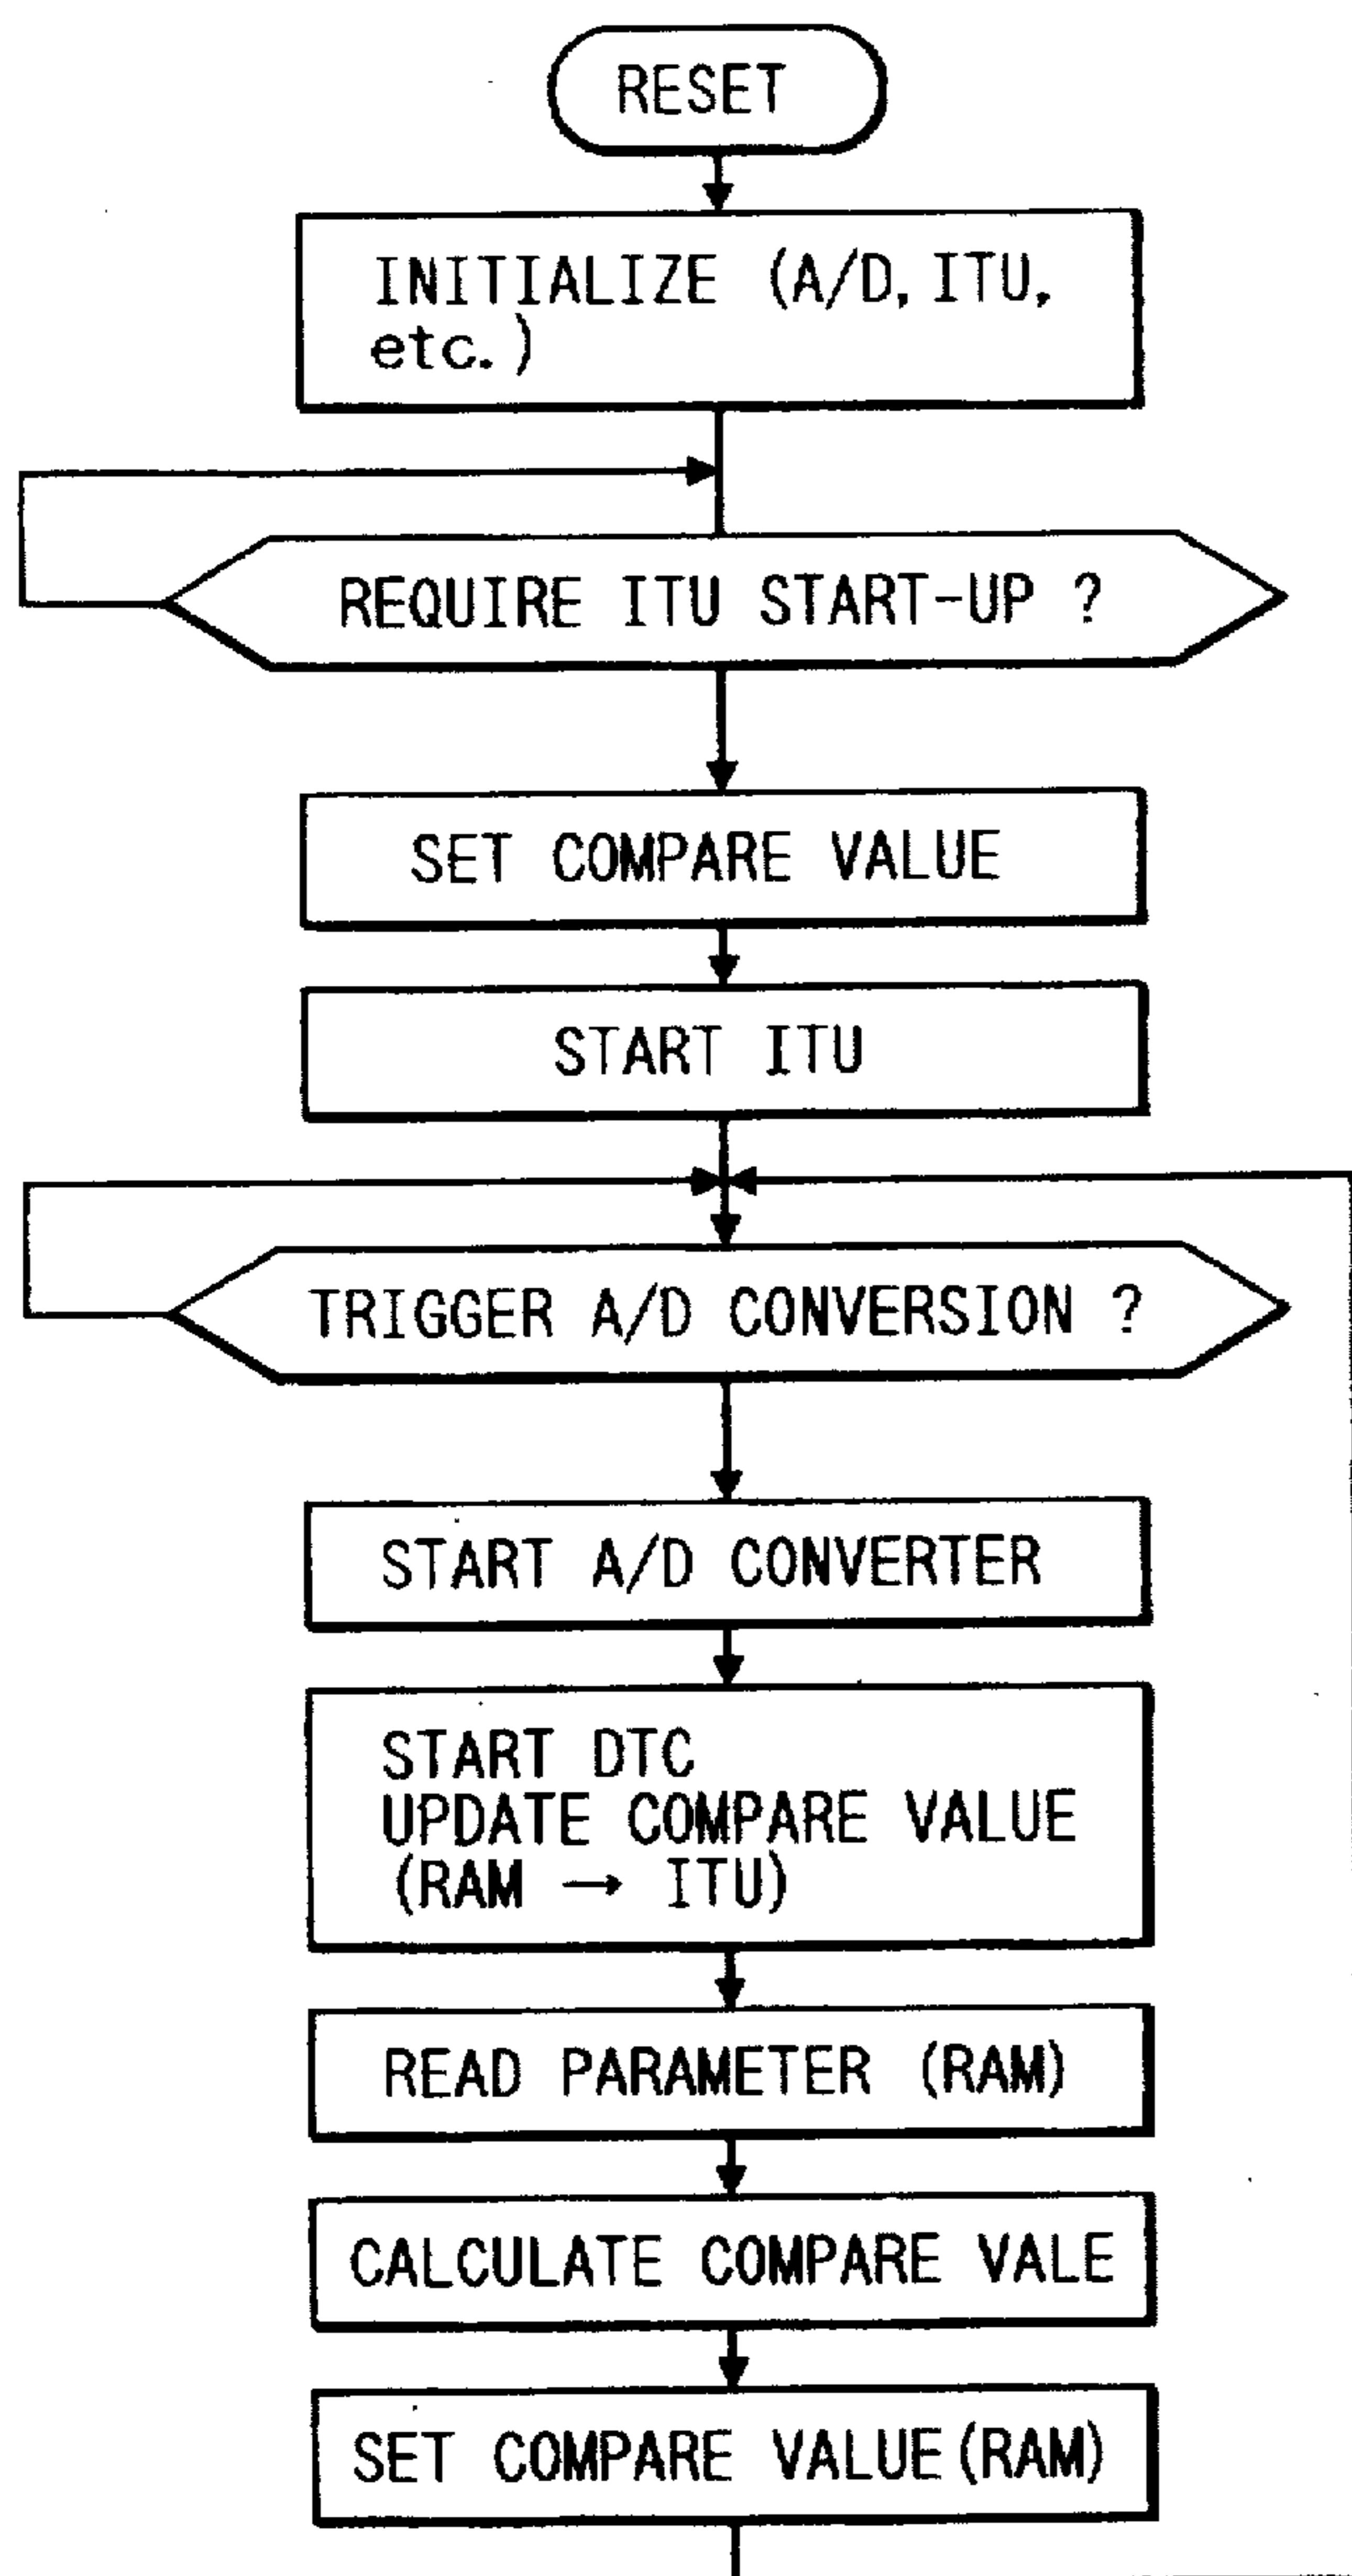 RESET
INITIALIZE (A/D, ITU,
etc.)
REQUIRE ITU START-UP ?
SET COMPARE VALUE
START ITU
TRIGGER A/D CONVERSION ?
START A/D CONVERTER
START DTC
UPDATE COMPARE VALUE
(RAM → ITU)
READ PARAMETER (RAM)
CALCULATE COMPARE VALE
SET COMPARE VALUE(RAM)